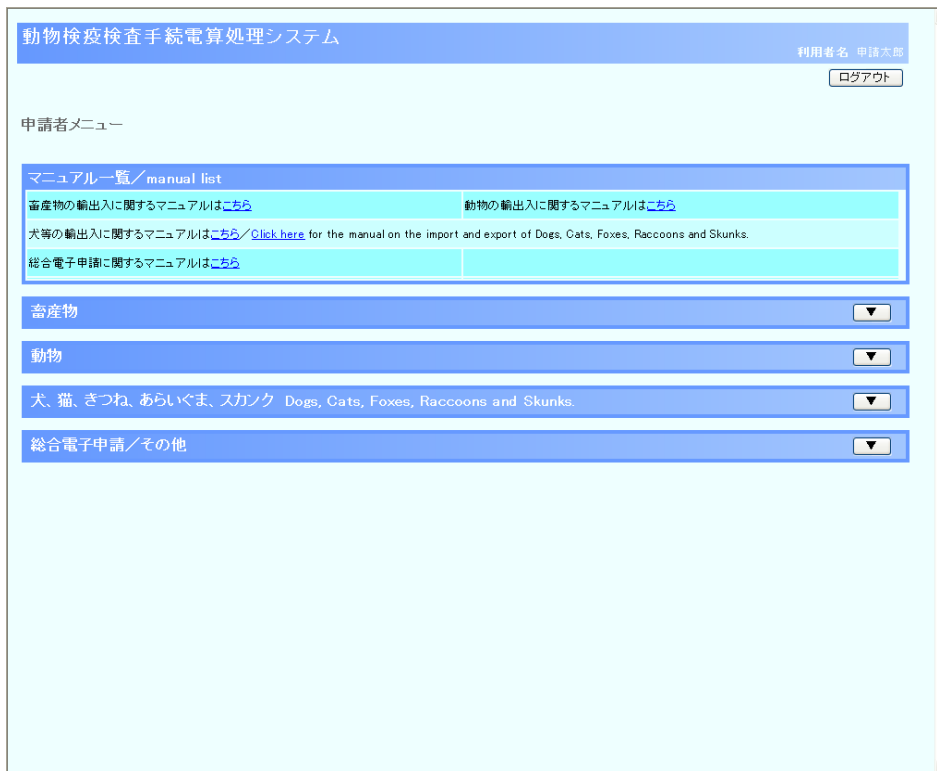 動物検疫検査手続電算処理システム
利用者名 申請太郎
ログアウト
申請者メニュー
マニュアル一覧／manual list
畜産物の輸出入に関するマニュアルはこちら
動物の輸出入に関するマニュアルはこちら
犬等の輸出入に関するマニュアルはこちら／Click here for the manual on the import and export of Dogs, Cats, Foxes, Raccoons and Skunks.
総合電子申請に関するマニュアルはこちら
畜産物
▼
動物
▼
犬、猫、きつね、あらいぐま、スカンク Dogs, Cats, Foxes, Raccoons and Skunks.
▼
総合電子申請／その他
▼